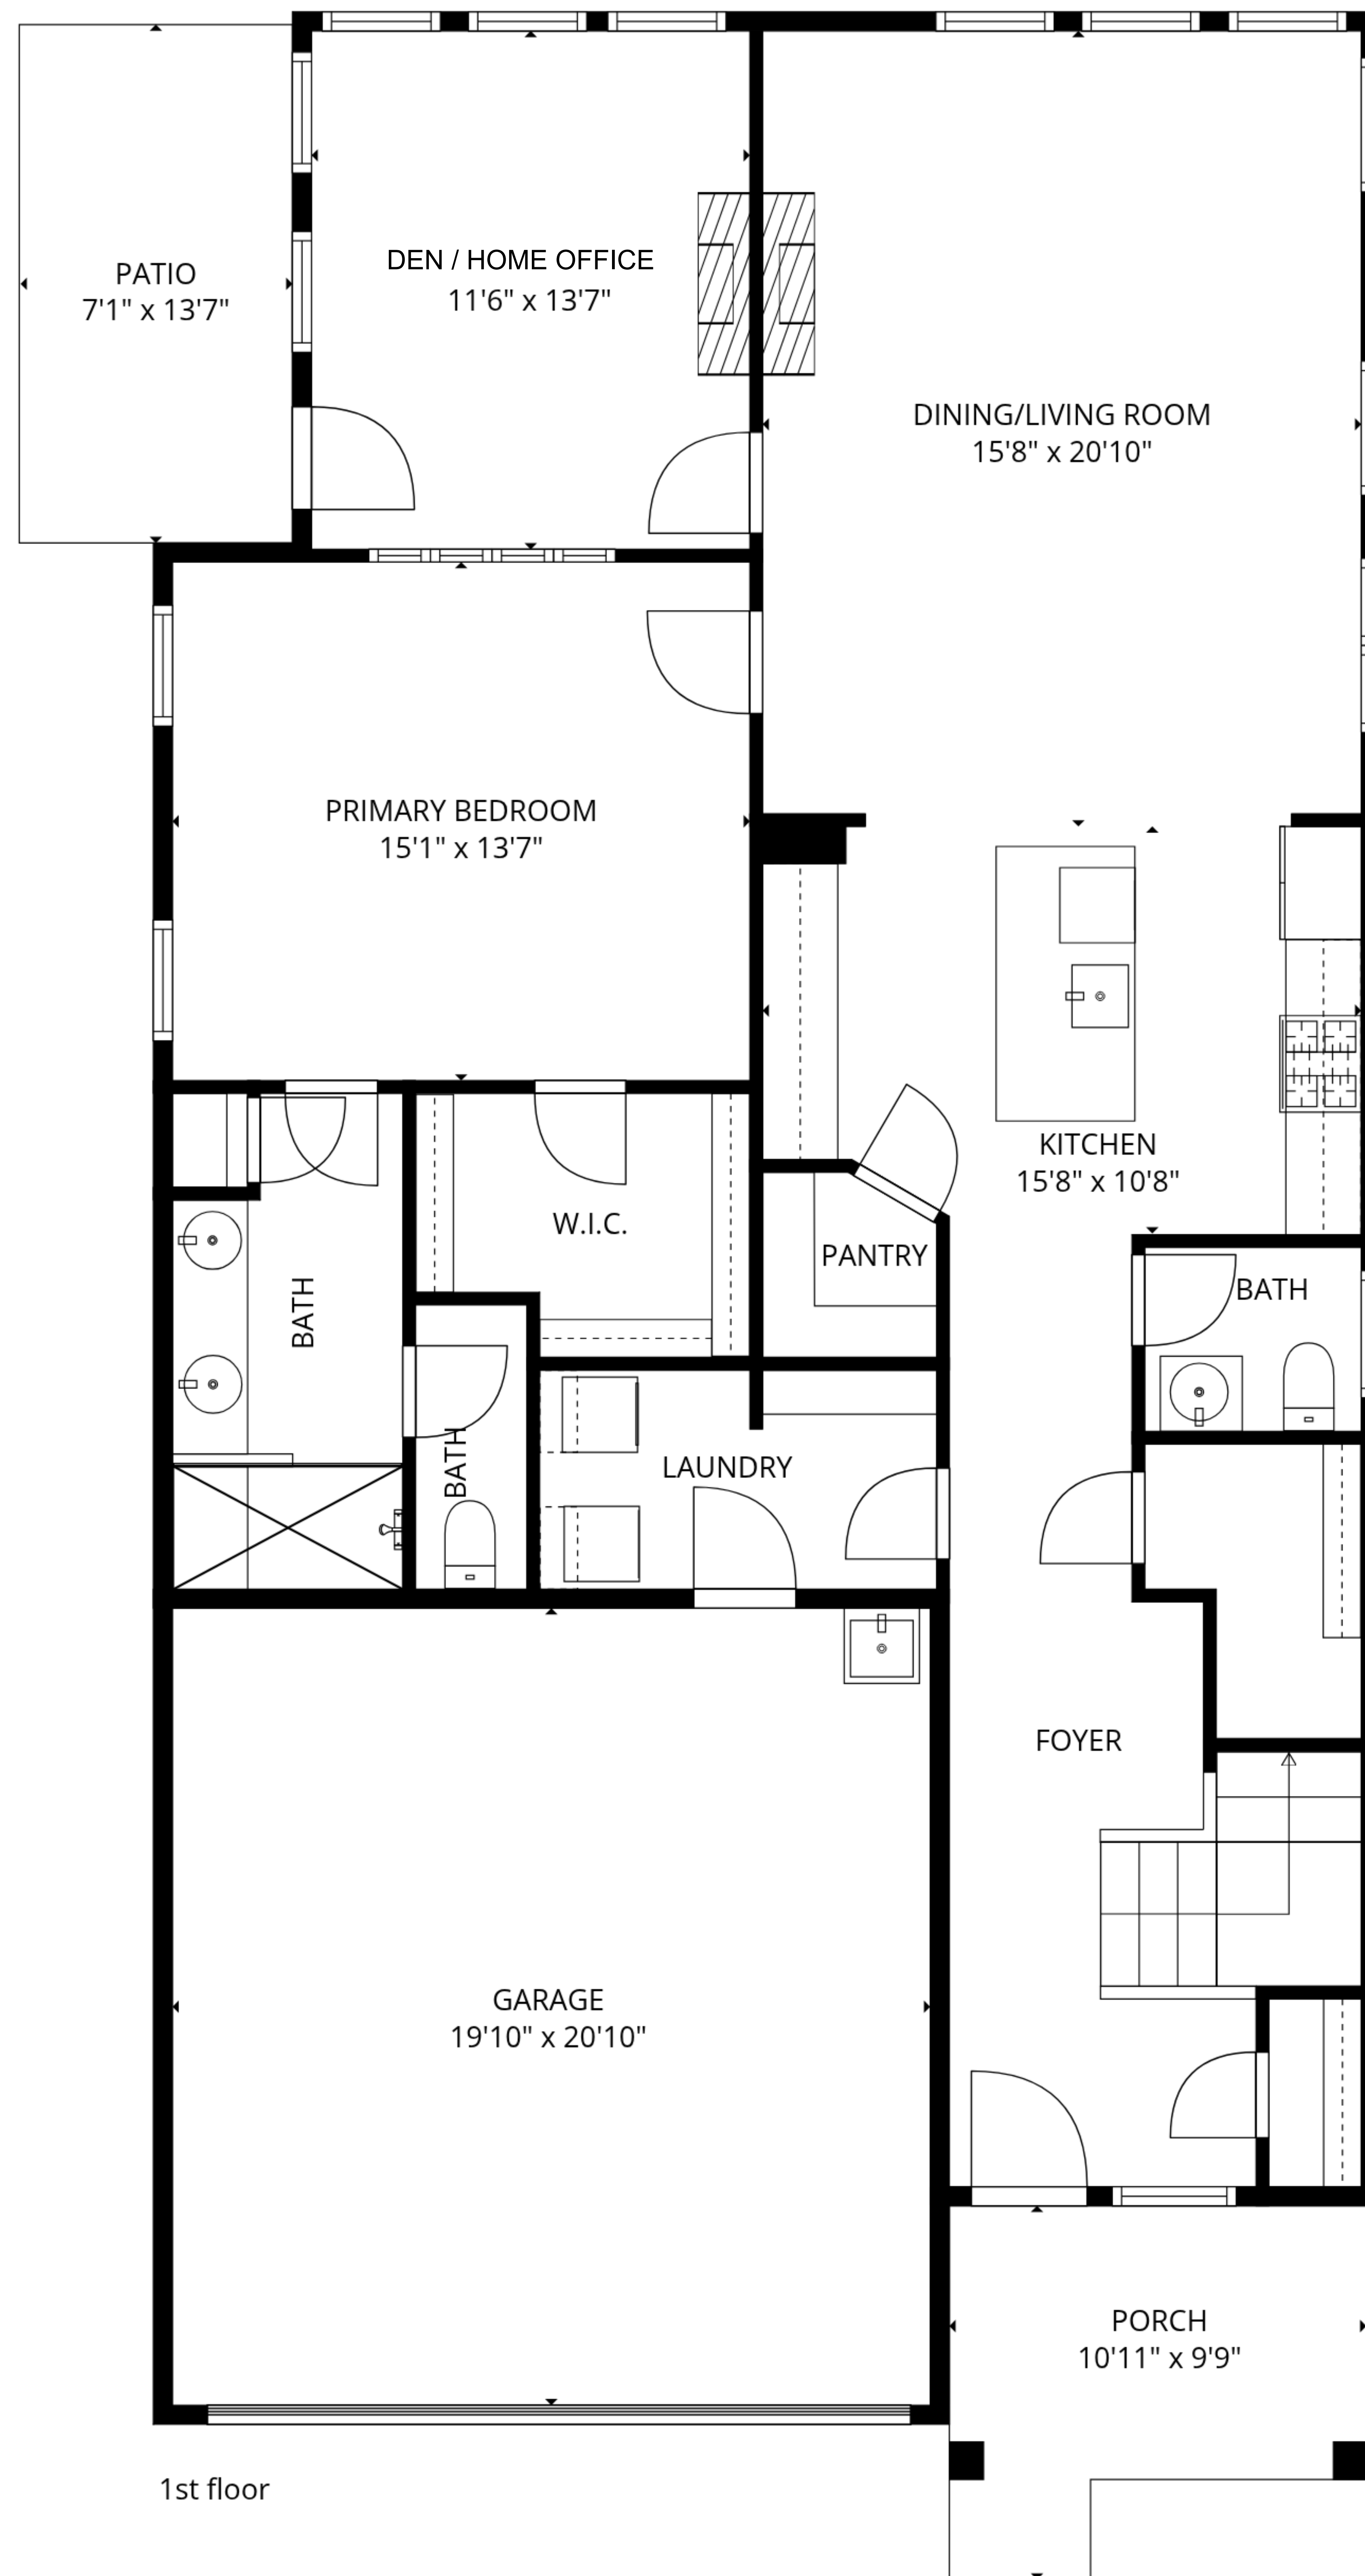 PATIO
7'1" x 13'7"
DEN / HOME OFFICE
11'6" x 13'7"
DINING/LIVING ROOM
15'8" x 20'10"
PRIMARY BEDROOM
15'1" x 13'7"
KITCHEN
15'8" x 10'8"
W.I.C.
PANTRY
BATH
BATH
BATH
LAUNDRY
FOYER
GARAGE
19'10" x 20'10"
PORCH
10'11" x 9'9"
1st floor